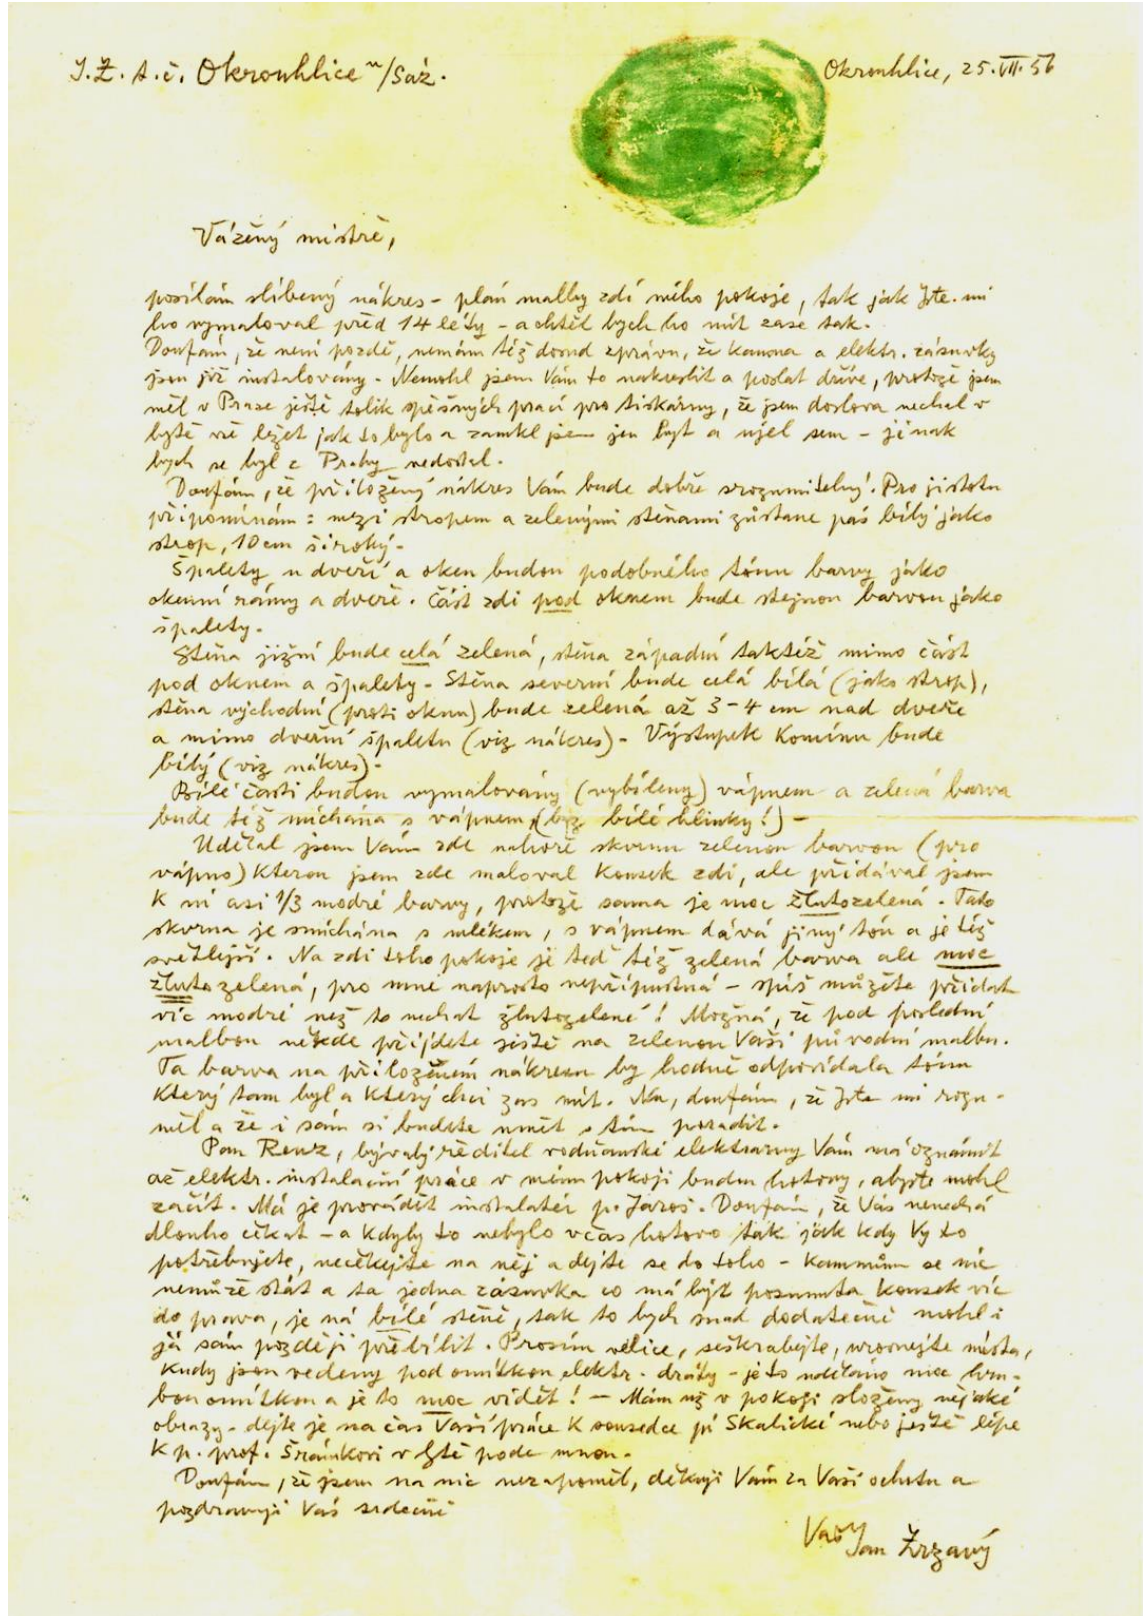 J.Z. t.č. Okrouhlice n/Sáz.
Okrouhlice, 25.VII.56
Vážený mistře,
posílám slíbený nákres - plán malby zdí mého pokoje, tak jak Jste mi
ho vymaloval před 14 léty - a chtěl bych ho mít zase tak.
Doufám, že není pozdě, nemám též dosud zprávu, že kamna a elektr. zásuvky
jsou již instalovány. Nemohl jsem Vám to nakreslit a poslat dříve, protože jsem
měl v Praze ještě tolik spěšných prací pro tiskárny, že jsem doslova nechal v
bytě vše ležet jak to bylo a zamkl jsem jen byt a ujel sem - jinak
bych se byl z Prahy nedostal.
Doufám, že přiložený nákres Vám bude dobře srozumitelný. Pro jistotu
připomínám: mezi stropem a zelenými stěnami zůstane pás bílý jako
strop, 10 cm široký.
Špalety u dveří a oken budou podobného tónu barvy jako
okenní rámy a dveře. Část zdi pod oknem bude stejnou barvou jako
špalety.
Stěna jižní bude celá zelená, stěna západní taktéž mimo část
pod oknem a špalety. Stěna severní bude celá bílá (jako strop),
stěna východní (proti oknu) bude zelená až 3-4 cm nad dveře
a mimo dveřní špaletu (viz nákres). Výstupek komínu bude
bílý (viz nákres).
Bílé části budou vymalovány (vybíleny) vápnem a zelená barva
bude též míchána s vápnem (bez bílé hlinky!) -
Udělal jsem Vám zde nahoře skvrnu zelenou barvou (pro
vápno) kterou jsem zde maloval kousek zdi, ale přidával jsem
k ní asi 1/3 modré barvy, protože sama je moc žlutozelená. Tato
skvrna je smíchána s mlékem, s vápnem dává jiný tón a je též
světlejší. Na zdi toho pokoje je teď též zelená barva ale moc
žlutozelená, pro mne naprosto nepřípustná - spíš můžete přidat
víc modré než to nechat žlutozelené! Možná, že pod poslední
malbou někde přijdete ještě na zelenou Vaši původní malbu.
Ta barva na přiloženém nákresu by hodně odpovídala tónu
který tam byl a který chci zas mít. Nu, doufám, že Jste mi rozu-
měl a že i sám si budete umět s tím poradit.
Pan Renz, bývalý ředitel vodňanské elektrárny Vám má oznámit
až elektr. instalační práce v mém pokoji budou hotovy, abyste mohl
začít. Má je provádět instalatér p. Jaroš. Doufám, že Vás nenechá
dlouho čekat - a kdyby to nebylo včas hotovo tak jak kdy Vy to
potřebujete, nečekejte na něj a dejte se do toho - kamnům se nic
nemůže stát a ta jedna zásuvka co má být posunuta kousek víc
do prava, je na bílé stěně, tak to bych snad dodatečně mohl i
já sám později přebílit. Prosím velice, seškrabejte, urovnejte místa,
kudy jsou vedeny pod omítkou elektr. dráty - je to uděláno moc hru-
bou omítkou a je to moc vidět! - Mám už v pokoji složeny nějaké
obrazy - dejte je na čas Vaší práce k sousedce pí Skalické nebo ještě lépe
k p. prof. Šrámkovi v bytě pode mnou.
Doufám, že jsem na nic nezapomněl, děkuji Vám za Vaši ochotu a
pozdravuji Vás srdečně
Váš Jan Zrzavý